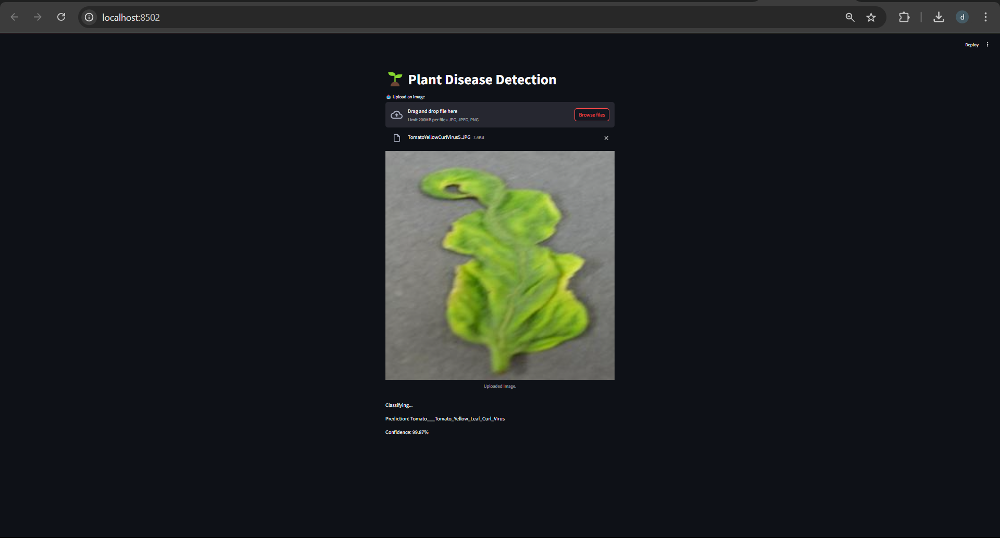 localhost:8502
d
Deploy
Plant Disease Detection
Upload an image
Drag and drop file here
Limit 200MB per file • JPG, JPEG, PNG
Browse files
TomatoYellowCurlVirus5.JPG 7.4KB
Uploaded Image.
Classifying...
Prediction: Tomato___Tomato_Yellow_Leaf_Curl_Virus
Confidence: 99.87%